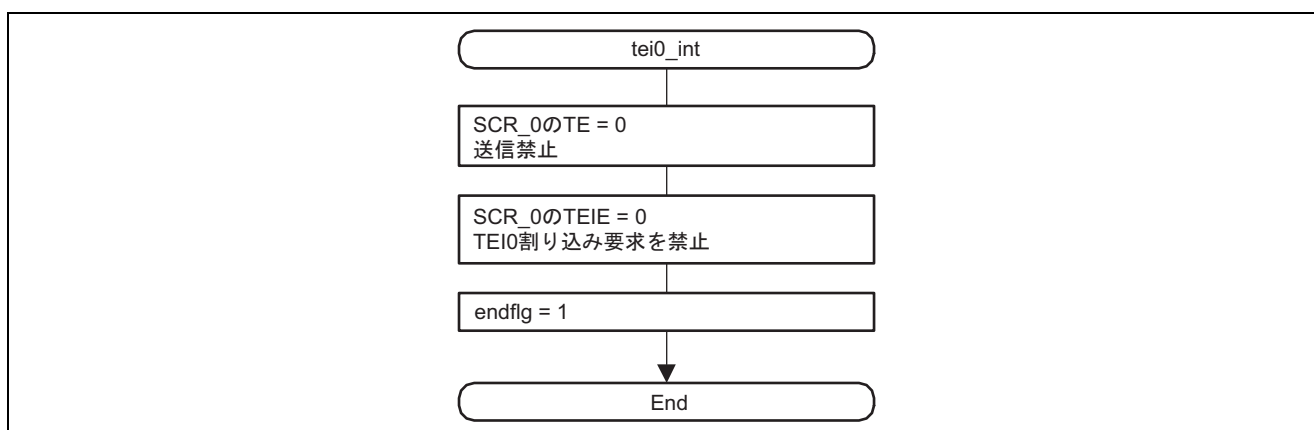 tei0_int
SCR_0のTE = 0
送信禁止
SCR_0のTEIE = 0
TEI0割り込み要求を禁止
endflg = 1
End